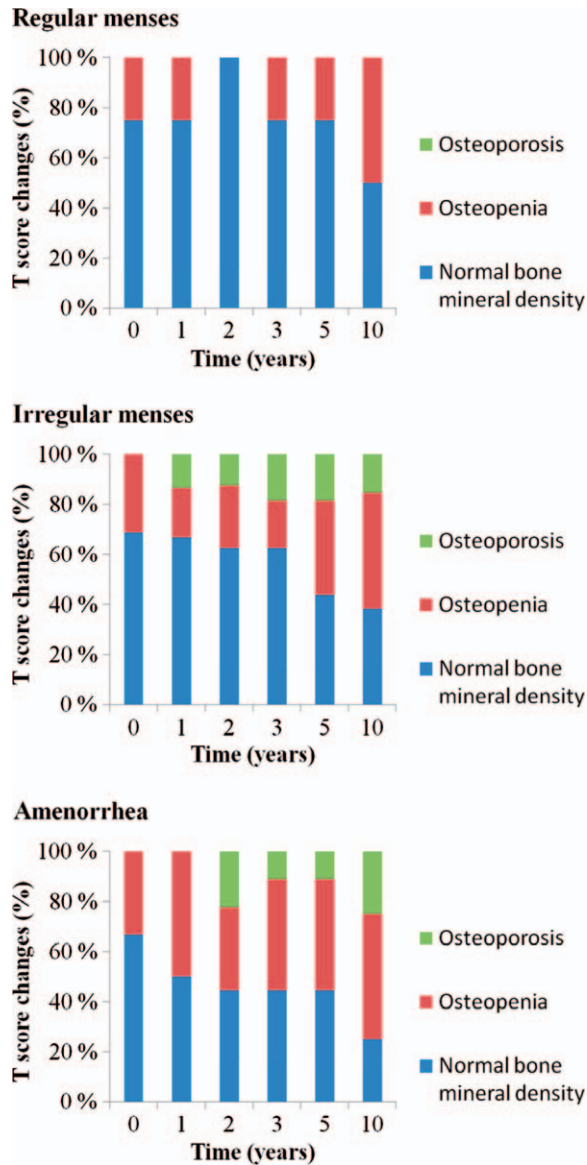 Regular menses
T score changes (%)
100 %
80 %
60 %
40 %
20 %
0 %
0 1 2 3 5 10
Time (years)
Osteoporosis
Osteopenia
Normal bone
mineral density
Irregular menses
T score changes (%)
100 %
80 %
60 %
40 %
20 %
0 %
0 1 2 3 5 10
Time (years)
Osteoporosis
Osteopenia
Normal bone
mineral density
Amenorrhea
T score changes (%)
100 %
80 %
60 %
40 %
20 %
0 %
0 1 2 3 5 10
Time (years)
Osteoporosis
Osteopenia
Normal bone
mineral density